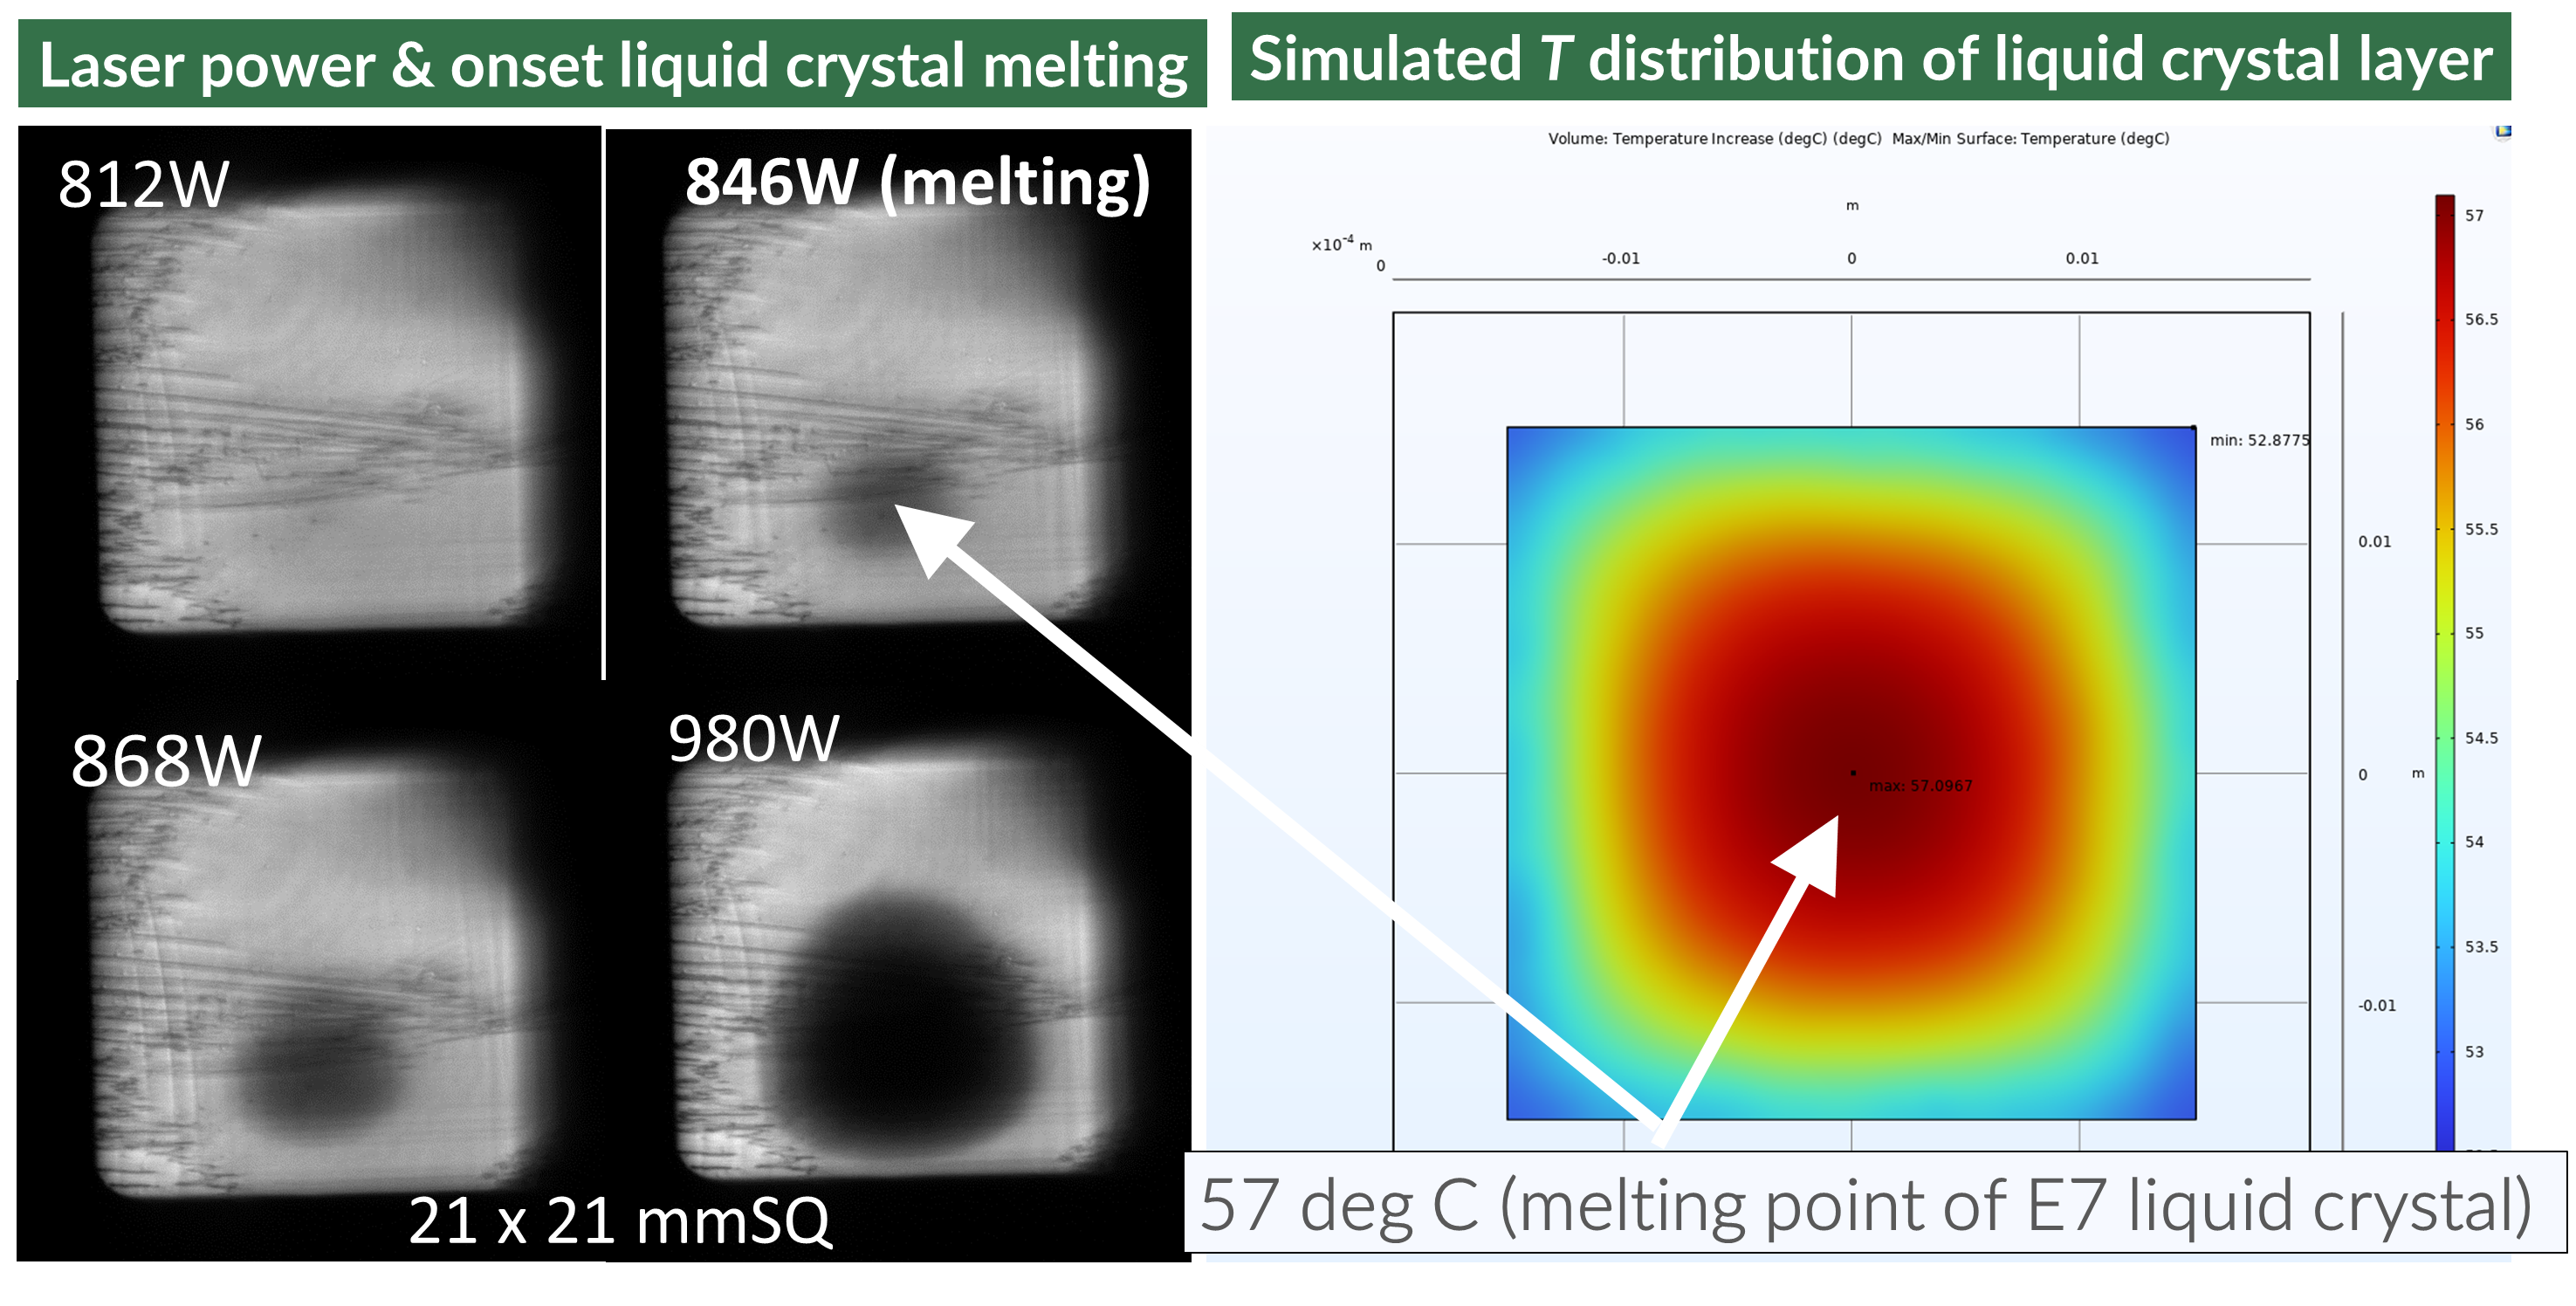 Laser power & onset liquid crystal melting
Simulated T distribution of liquid crystal layer
812W
846W (melting)
868W
980W
21 x 21 mmSQ
Volume: Temperature Increase (degC) (degC)  Max/Min Surface: Temperature (degC)
m
×10⁻⁴ m
0
-0.01
0
0.01
min: 52.8775
max: 57.0967
0.01
0
m
-0.01
57
56.5
56
55.5
55
54.5
54
53.5
53
57 deg C (melting point of E7 liquid crystal)